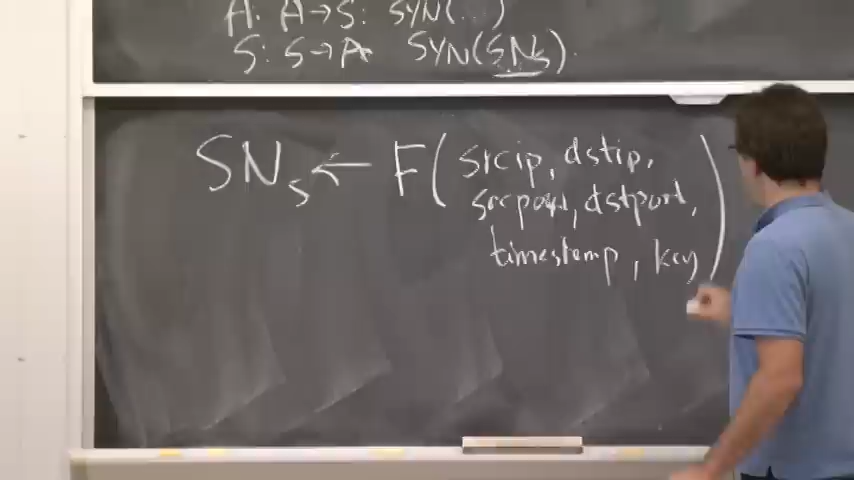 A: A→S: SYN(...)
S: S→A SYN(SNs).
SNs ← F(srcip, dstip,
srcport, dstport,
timestamp, key)